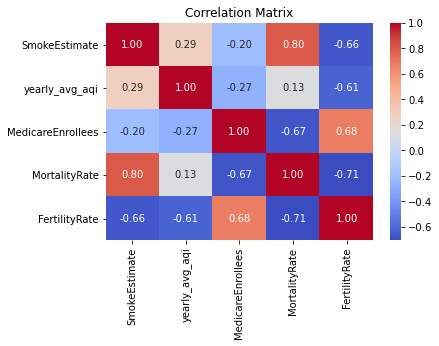 Correlation Matrix
SmokeEstimate 1.00 0.29 -0.20 0.80 -0.66
yearly_avg_aqi 0.29 1.00 -0.27 0.13 -0.61
MedicareEnrollees -0.20 -0.27 1.00 -0.67 0.68
MortalityRate 0.80 0.13 -0.67 1.00 -0.71
FertilityRate -0.66 -0.61 0.68 -0.71 1.00
SmokeEstimate
yearly_avg_aqi
MedicareEnrollees
MortalityRate
FertilityRate
1.0
0.8
0.6
0.4
0.2
0.0
−0.2
−0.4
−0.6